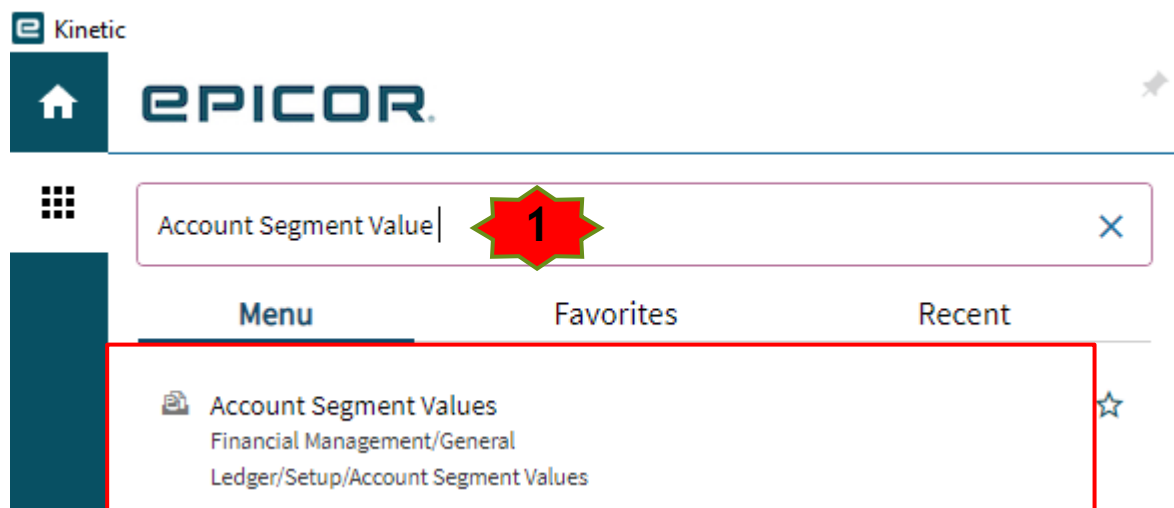 Kinetic
EPICOR.
Account Segment Value
1
Menu Favorites Recent
Account Segment Values
Financial Management/General
Ledger/Setup/Account Segment Values